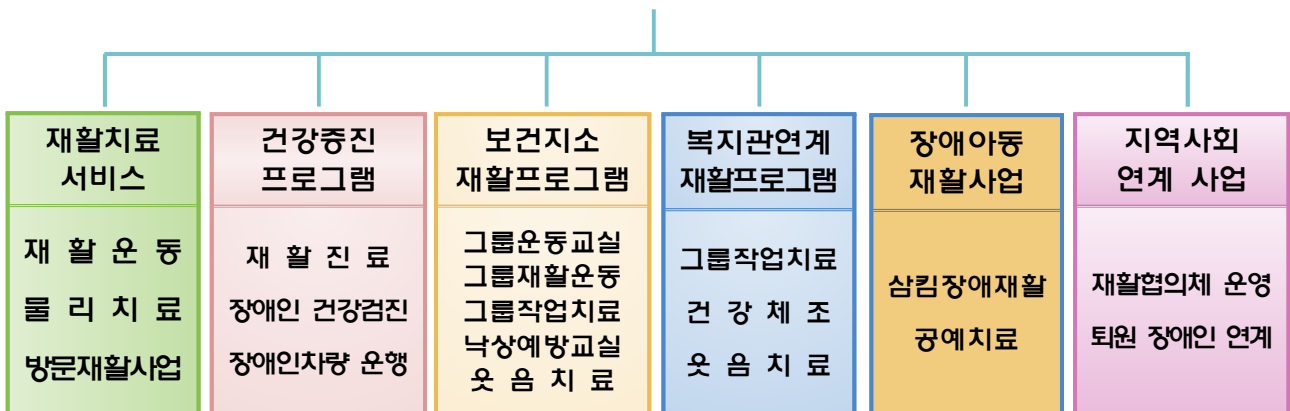 재활치료
서비스
재 활 운 동
물 리 치 료
방문재활사업
건강증진
프로그램
재 활 진 료
장애인 건강검진
장애인차량 운행
보건지소
재활프로그램
그룹운동교실
그룹재활운동
그룹작업치료
낙상예방교실
웃 음 치 료
복지관연계
재활프로그램
그룹작업치료
건 강 체 조
웃 음 치 료
장애아동
재활사업
삼킴장애재활
공예치료
지역사회
연계 사업
재활협의체 운영
퇴원 장애인 연계